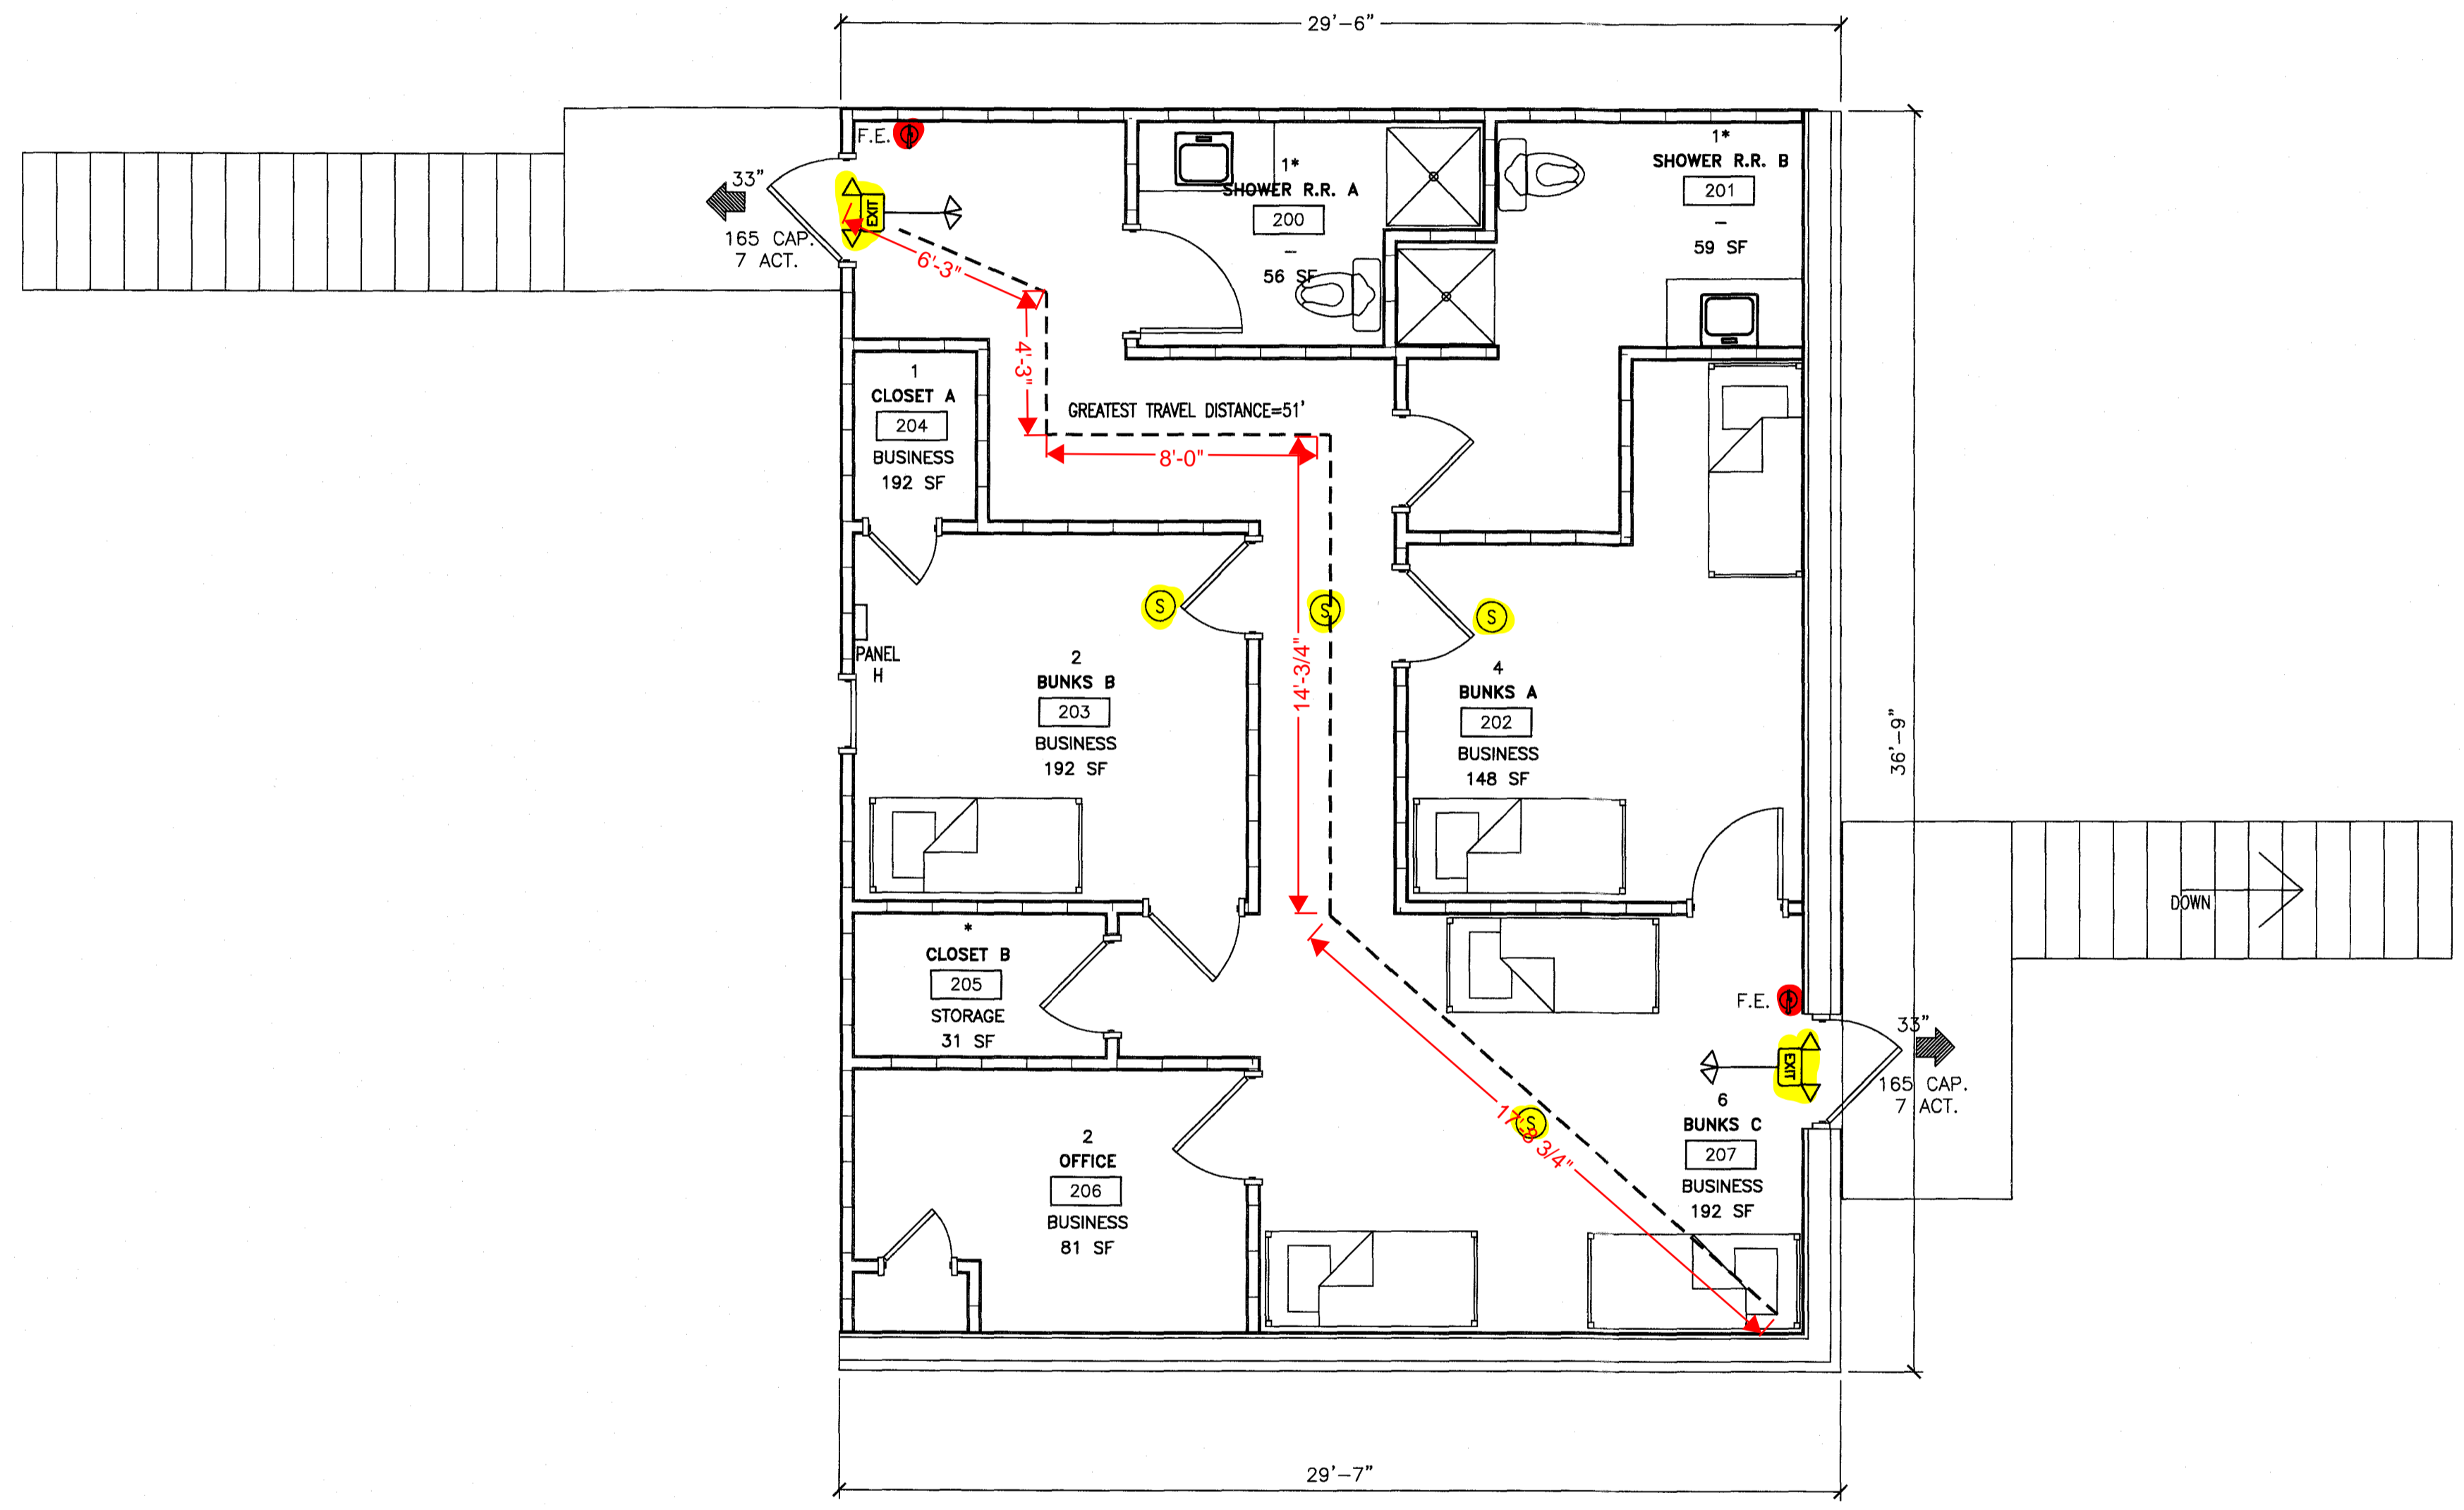 29'-6"
F.E.
33"
165 CAP.
7 ACT.
EXIT
6'-3"
4'-3"
1*
SHOWER R.R. A
200
-
56 SF
1*
SHOWER R.R. B
201
-
59 SF
1
CLOSET A
204
BUSINESS
192 SF
GREATEST TRAVEL DISTANCE=51'
8'-0"
S
S
S
14'-3/4"
PANEL
H
2
BUNKS B
203
BUSINESS
192 SF
4
BUNKS A
202
BUSINESS
148 SF
36'-9"
DOWN
*
CLOSET B
205
STORAGE
31 SF
F.E.
33"
EXIT
165 CAP.
7 ACT.
S
17'-8 3/4"
6
BUNKS C
207
BUSINESS
192 SF
2
OFFICE
206
BUSINESS
81 SF
29'-7"